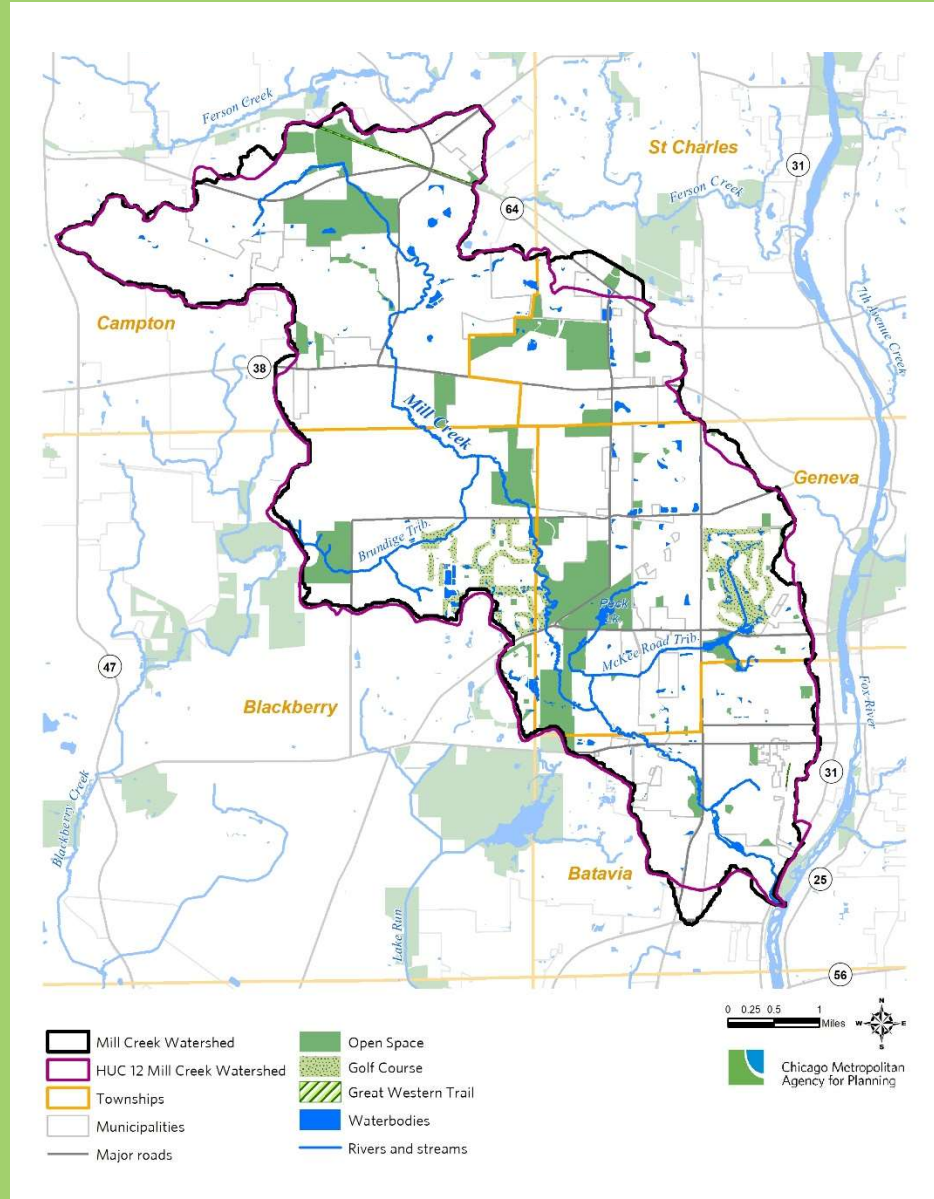 Ferson Creek
St Charles
31
Ferson Creek
64
7th Avenue Creek
Campton
38
Mill Creek
Geneva
Brundige Trib.
Peck
Lk.
McKee Road Trib.
47
Blackberry
Fox River
31
Blackberry Creek
Batavia
25
Lake Run
56
0 0.25 0.5 1
Miles
N
W E
S
Mill Creek Watershed
HUC 12 Mill Creek Watershed
Townships
Municipalities
Major roads
Open Space
Golf Course
Great Western Trail
Waterbodies
Rivers and streams
Chicago Metropolitan
Agency for Planning